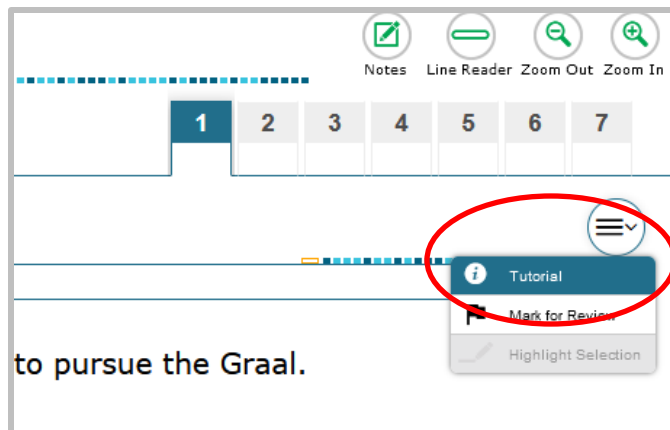 Notes Line Reader Zoom Out Zoom In
1 2 3 4 5 6 7
Tutorial
Mark for Review
Highlight Selection
to pursue the Graal.